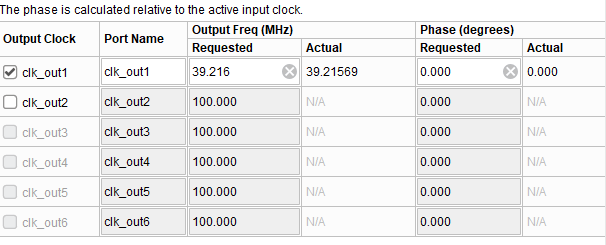 The phase is calculated relative to the active input clock.
Output Clock Port Name Output Freq (MHz) Phase (degrees)
Requested Actual Requested Actual
clk_out1 clk_out1 39.216 39.21569 0.000 0.000
clk_out2 clk_out2 100.000 N/A 0.000 N/A
clk_out3 clk_out3 100.000 N/A 0.000 N/A
clk_out4 clk_out4 100.000 N/A 0.000 N/A
clk_out5 clk_out5 100.000 N/A 0.000 N/A
clk_out6 clk_out6 100.000 N/A 0.000 N/A